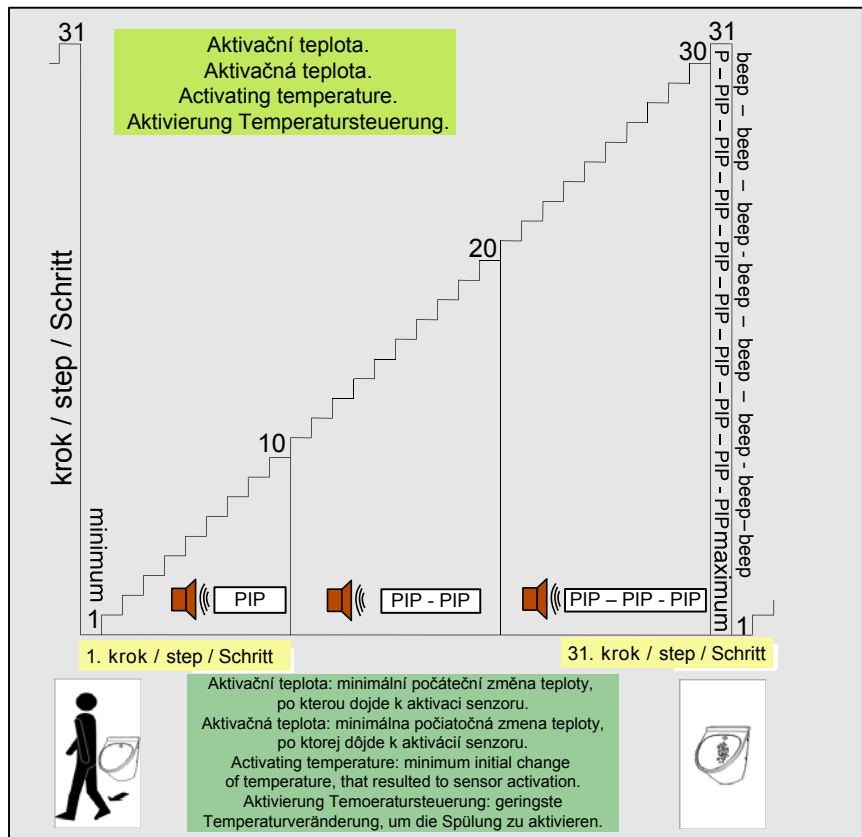 31
Aktivační teplota.
Aktivačná teplota.
Activating temperature.
Aktivierung Temperatursteuerung.
31
30
20
10
1
1
krok / step / Schritt
minimum
PIP
PIP - PIP
PIP – PIP - PIP
P – PIP – PIP – PIP – PIP – PIP – PIP – PIP – PIP - PIP - PIP maximum
beep – beep – beep - beep – beep – beep - beep - beep–beep
1. krok / step / Schritt
31. krok / step / Schritt
Aktivační teplota: minimální počáteční změna teploty,
po kterou dojde k aktivaci senzoru.
Aktivačná teplota: minimálna počiatočná zmena teploty,
po ktorej dôjde k aktivácií senzoru.
Activating temperature: minimum initial change
of temperature, that resulted to sensor activation.
Aktivierung Temoeratursteuerung: geringste
Temperaturveränderung, um die Spülung zu aktivieren.